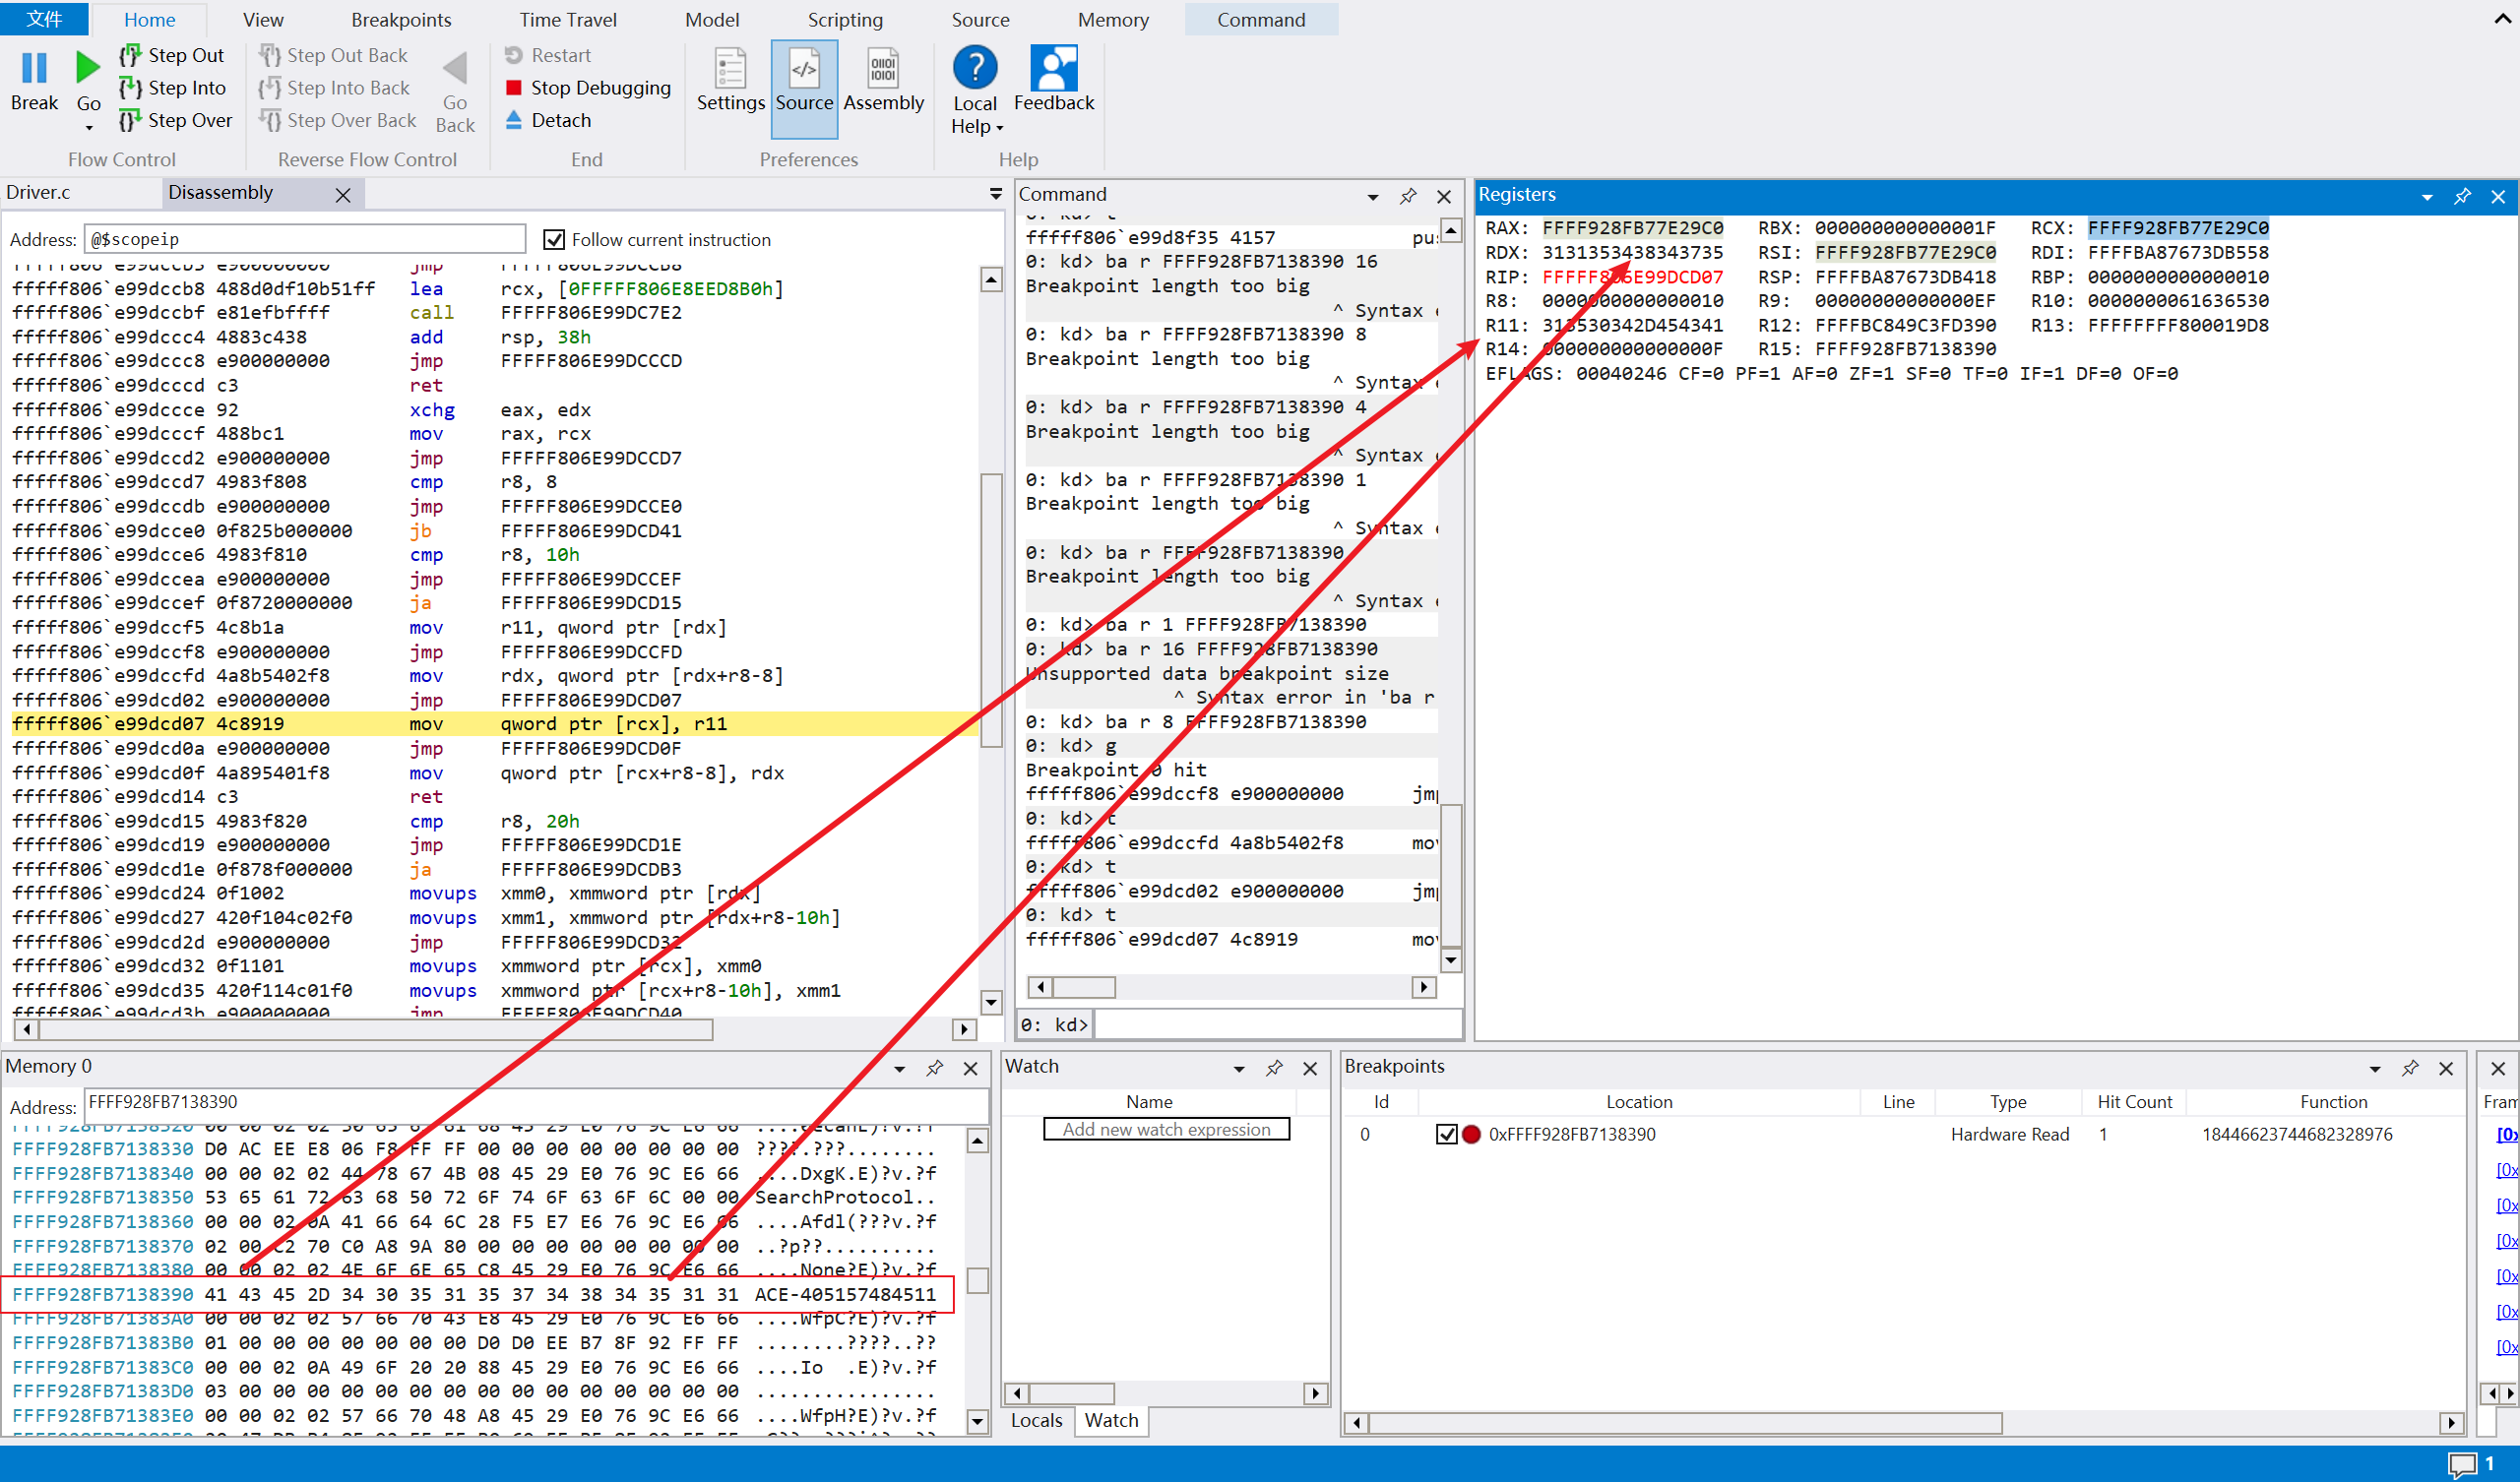 文件 Home View Breakpoints Time Travel Model Scripting Source Memory Command
Break Go Step Out Step Into Step Over
Step Out Back Step Into Back Step Over Back Go Back
Restart Stop Debugging Detach
Settings Source Assembly Local Help Feedback
Flow Control Reverse Flow Control End Preferences Help
Driver.c Disassembly
Address: @$scopeip Follow current instruction
fffff806`e99dccb3 e900000000 jmp FFFFF806E99DCCB8
fffff806`e99dccb8 488d0df10b51ff lea rcx, [0FFFFF806E8EED8B0h]
fffff806`e99dccbf e81efbffff call FFFFF806E99DC7E2
fffff806`e99dccc4 4883c438 add rsp, 38h
fffff806`e99dccc8 e900000000 jmp FFFFF806E99DCCCD
fffff806`e99dcccd c3 ret
fffff806`e99dccce 92 xchg eax, edx
fffff806`e99dcccf 488bc1 mov rax, rcx
fffff806`e99dccd2 e900000000 jmp FFFFF806E99DCCD7
fffff806`e99dccd7 4983f808 cmp r8, 8
fffff806`e99dccdb e900000000 jmp FFFFF806E99DCCE0
fffff806`e99dcce0 0f825b000000 jb FFFFF806E99DCD41
fffff806`e99dcce6 4983f810 cmp r8, 10h
fffff806`e99dccea e900000000 jmp FFFFF806E99DCCEF
fffff806`e99dccef 0f8720000000 ja FFFFF806E99DCD15
fffff806`e99dccf5 4c8b1a mov r11, qword ptr [rdx]
fffff806`e99dccf8 e900000000 jmp FFFFF806E99DCCFD
fffff806`e99dccfd 4a8b5402f8 mov rdx, qword ptr [rdx+r8-8]
fffff806`e99dcd02 e900000000 jmp FFFFF806E99DCD07
fffff806`e99dcd07 4c8919 mov qword ptr [rcx], r11
fffff806`e99dcd0a e900000000 jmp FFFFF806E99DCD0F
fffff806`e99dcd0f 4a895401f8 mov qword ptr [rcx+r8-8], rdx
fffff806`e99dcd14 c3 ret
fffff806`e99dcd15 4983f820 cmp r8, 20h
fffff806`e99dcd19 e900000000 jmp FFFFF806E99DCD1E
fffff806`e99dcd1e 0f878f000000 ja FFFFF806E99DCDB3
fffff806`e99dcd24 0f1002 movups xmm0, xmmword ptr [rdx]
fffff806`e99dcd27 420f104c02f0 movups xmm1, xmmword ptr [rdx+r8-10h]
fffff806`e99dcd2d e900000000 jmp FFFFF806E99DCD32
fffff806`e99dcd32 0f1101 movups xmmword ptr [rcx], xmm0
fffff806`e99dcd35 420f114c01f0 movups xmmword ptr [rcx+r8-10h], xmm1
fffff806`e99dcd3b e900000000 jmp FFFFF806E99DCD40
Command
0: kd> t
fffff806`e99d8f35 4157
0: kd> ba r FFFF928FB7138390 16
Breakpoint length too big
^ Syntax
0: kd> ba r FFFF928FB7138390 8
Breakpoint length too big
^ Syntax
0: kd> ba r FFFF928FB7138390 4
Breakpoint length too big
^ Syntax
0: kd> ba r FFFF928FB7138390 1
Breakpoint length too big
^ Syntax
0: kd> ba r FFFF928FB7138390
Breakpoint length too big
^ Syntax
0: kd> ba r 1 FFFF928FB7138390
0: kd> ba r 16 FFFF928FB7138390
Unsupported data breakpoint size
^ Syntax error in 'ba r
0: kd> ba r 8 FFFF928FB7138390
0: kd> g
Breakpoint 0 hit
fffff806`e99dccf8 e900000000
0: kd> t
fffff806`e99dccfd 4a8b5402f8
0: kd> t
fffff806`e99dcd02 e900000000
0: kd> t
fffff806`e99dcd07 4c8919
0: kd>
Registers
RAX: FFFF928FB77E29C0 RBX: 000000000000001F RCX: FFFF928FB77E29C0
RDX: 3131353438343735 RSI: FFFF928FB77E29C0 RDI: FFFFBA87673DB558
RIP: FFFFF806E99DCD07 RSP: FFFFBA87673DB418 RBP: 0000000000000010
R8: 0000000000000010 R9: 00000000000000EF R10: 0000000061636530
R11: 313530342D454341 R12: FFFFBC849C3FD390 R13: FFFFFFFF800019D8
R14: 000000000000000F R15: FFFF928FB7138390
EFLAGS: 00040246 CF=0 PF=1 AF=0 ZF=1 SF=0 TF=0 IF=1 DF=0 OF=0
Memory 0
Address: FFFF928FB7138390
FFFF928FB7138330 D0 AC EE E8 06 F8 FF FF 00 00 00 00 00 00 00 00 ?????.???........
FFFF928FB7138340 00 00 02 02 44 78 67 4B 08 45 29 E0 76 9C E6 66 ....DxgK.E)?v.?f
FFFF928FB7138350 53 65 61 72 63 68 50 72 6F 74 6F 63 6F 6C 00 00 SearchProtocol..
FFFF928FB7138360 00 00 02 0A 41 66 64 6C 28 F5 E7 E6 76 9C E6 66 ....Afdl(???v.?f
FFFF928FB7138370 02 00 C2 70 C0 A8 9A 80 00 00 00 00 00 00 00 00 ..?p??..........
FFFF928FB7138380 00 00 02 02 4E 6F 6E 65 C8 45 29 E0 76 9C E6 66 ....None?E)?v.?f
FFFF928FB7138390 41 43 45 2D 34 30 35 31 35 37 34 38 34 35 31 31 ACE-405157484511
FFFF928FB71383A0 00 00 02 02 57 66 70 43 E8 45 29 E0 76 9C E6 66 ....WfpC?E)?v.?f
FFFF928FB71383B0 01 00 00 00 00 00 00 00 D0 D0 EE B7 8F 92 FF FF ........????..??
FFFF928FB71383C0 00 00 02 0A 49 6F 20 20 88 45 29 E0 76 9C E6 66 ....Io  .E)?v.?f
FFFF928FB71383D0 03 00 00 00 00 00 00 00 00 00 00 00 00 00 00 00 ................
FFFF928FB71383E0 00 00 02 02 57 66 70 48 A8 45 29 E0 76 9C E6 66 ....WfpH?E)?v.?f
Watch
Name
Add new watch expression
Locals Watch
Breakpoints
Id Location Line Type Hit Count Function
0 0xFFFF928FB7138390 Hardware Read 1 18446623744682328976
Fram
[0x
[0x
[0x
[0x
[0x
[0x
[0x
1